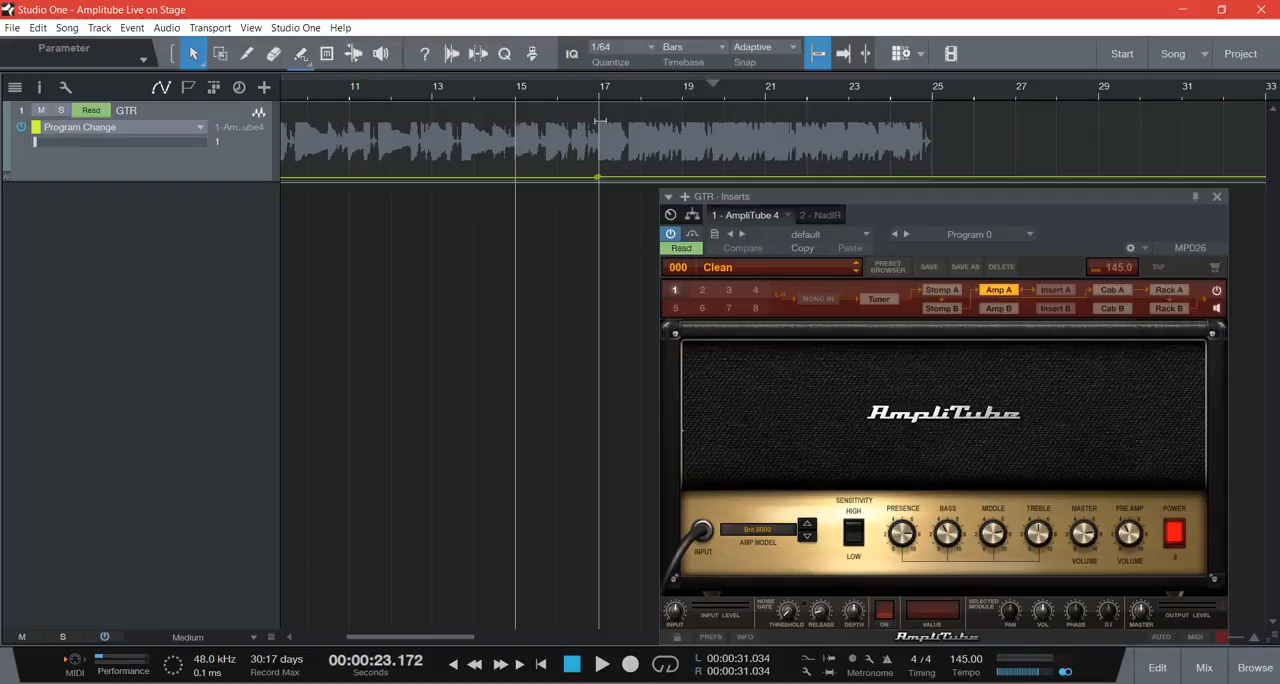 Studio One - Amplitube Live on Stage
File Edit Song Track Event Audio Transport View Studio One Help
Parameter
IQ
1/64
Quantize
Bars
Timebase
Adaptive
Snap
Start Song Project
11 13 15 17 19 21 23 25 27 29 31 33
1 M S Read GTR
Program Change
1-Am..ube4
1
GTR - Inserts
1 - AmpliTube 4 2 - NadIR
default Program 0
Read Compare Copy Paste MPD26
000 Clean PRESET BROWSER SAVE SAVE AS DELETE 145.0 TAP
1 2 3 4 MONO IN Tuner Stomp A Amp A Insert A Cab A Rack A
5 6 7 8 Stomp B Amp B Insert B Cab B Rack B
AmpliTube
SENSITIVITY
HIGH
LOW
PRESENCE BASS MIDDLE TREBLE MASTER PRE AMP POWER
VOLUME VOLUME 0
INPUT
Brit 8000
AMP MODEL
INPUT INPUT LEVEL
NOISE GATE
THRESHOLD RELEASE DEPTH ON VALUE
SELECTED MODULE
PAN VOL PHASE DJ MASTER OUTPUT LEVEL
PREFS INFO AmpliTube AUTO MIDI
M S Medium
MIDI Performance
48.0 kHz
0.1 ms
30:17 days
Record Max
00:00:23.172
Seconds
L 00:00:31.034
R 00:00:31.034
Metronome
4 / 4
Timing
145.00
Tempo
Edit Mix Browse